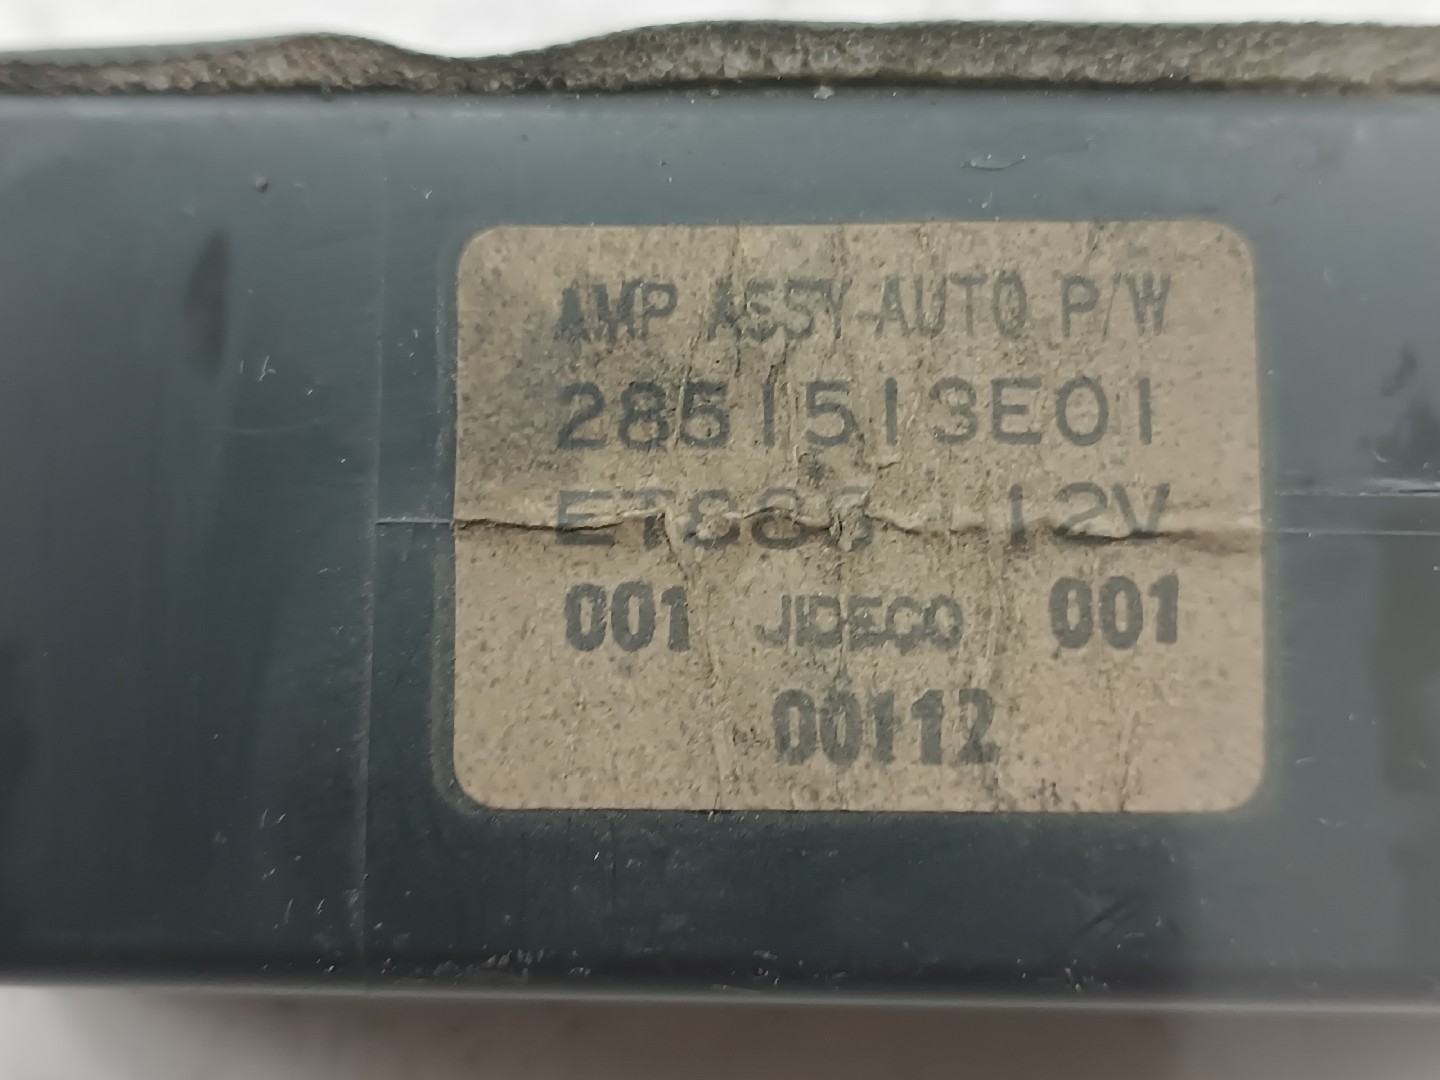 AMP ASSY-AUTO P/W
2851513E01
12V
001 JIDECO 001
00112